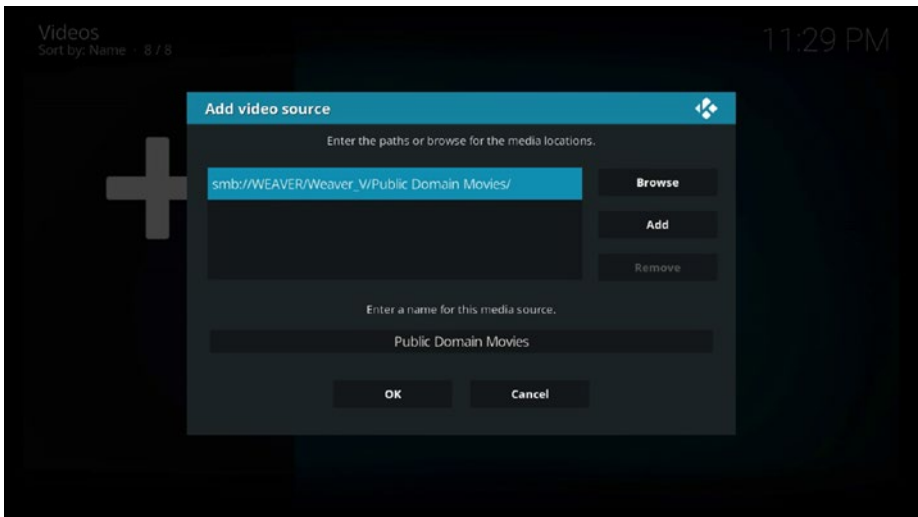 Videos
Sort by: Name · 8 / 8
11:29 PM
Add video source
Enter the paths or browse for the media locations.
smb://WEAVER/Weaver_V/Public Domain Movies/
Browse
Add
Remove
Enter a name for this media source.
Public Domain Movies
OK
Cancel